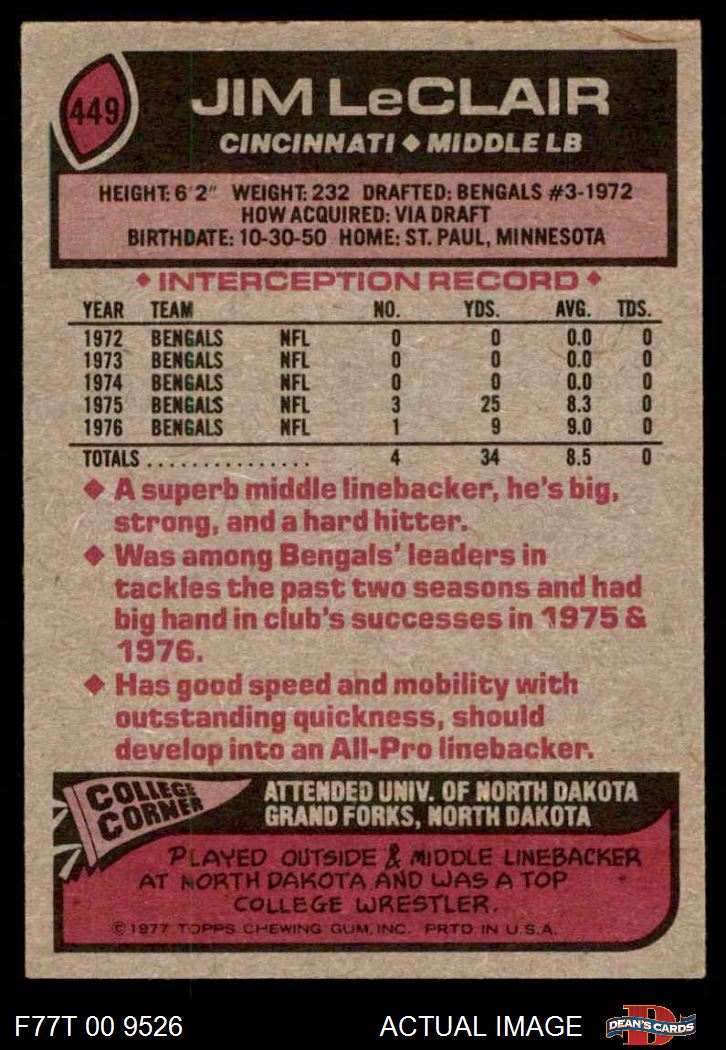 449
JIM LeCLAIR
CINCINNATI ◆ MIDDLE LB
HEIGHT: 6'2" WEIGHT: 232 DRAFTED: BENGALS #3-1972
HOW ACQUIRED: VIA DRAFT
BIRTHDATE: 10-30-50 HOME: ST. PAUL, MINNESOTA
◆ INTERCEPTION RECORD ◆
YEAR TEAM NO. YDS. AVG. TDS.
1972 BENGALS NFL 0 0 0.0 0
1973 BENGALS NFL 0 0 0.0 0
1974 BENGALS NFL 0 0 0.0 0
1975 BENGALS NFL 3 25 8.3 0
1976 BENGALS NFL 1 9 9.0 0
TOTALS ................ 4 34 8.5 0
◆ A superb middle linebacker, he's big,
strong, and a hard hitter.
◆ Was among Bengals' leaders in
tackles the past two seasons and had
big hand in club's successes in 1975 &
1976.
◆ Has good speed and mobility with
outstanding quickness, should
develop into an All-Pro linebacker.
COLLEGE
CORNER
ATTENDED UNIV. OF NORTH DAKOTA
GRAND FORKS, NORTH DAKOTA
PLAYED OUTSIDE & MIDDLE LINEBACKER
AT NORTH DAKOTA AND WAS A TOP
COLLEGE WRESTLER.
©1977 TOPPS CHEWING GUM, INC. PRTD IN U.S.A.
F77T 00 9526
ACTUAL IMAGE
D
DEAN'S CARDS